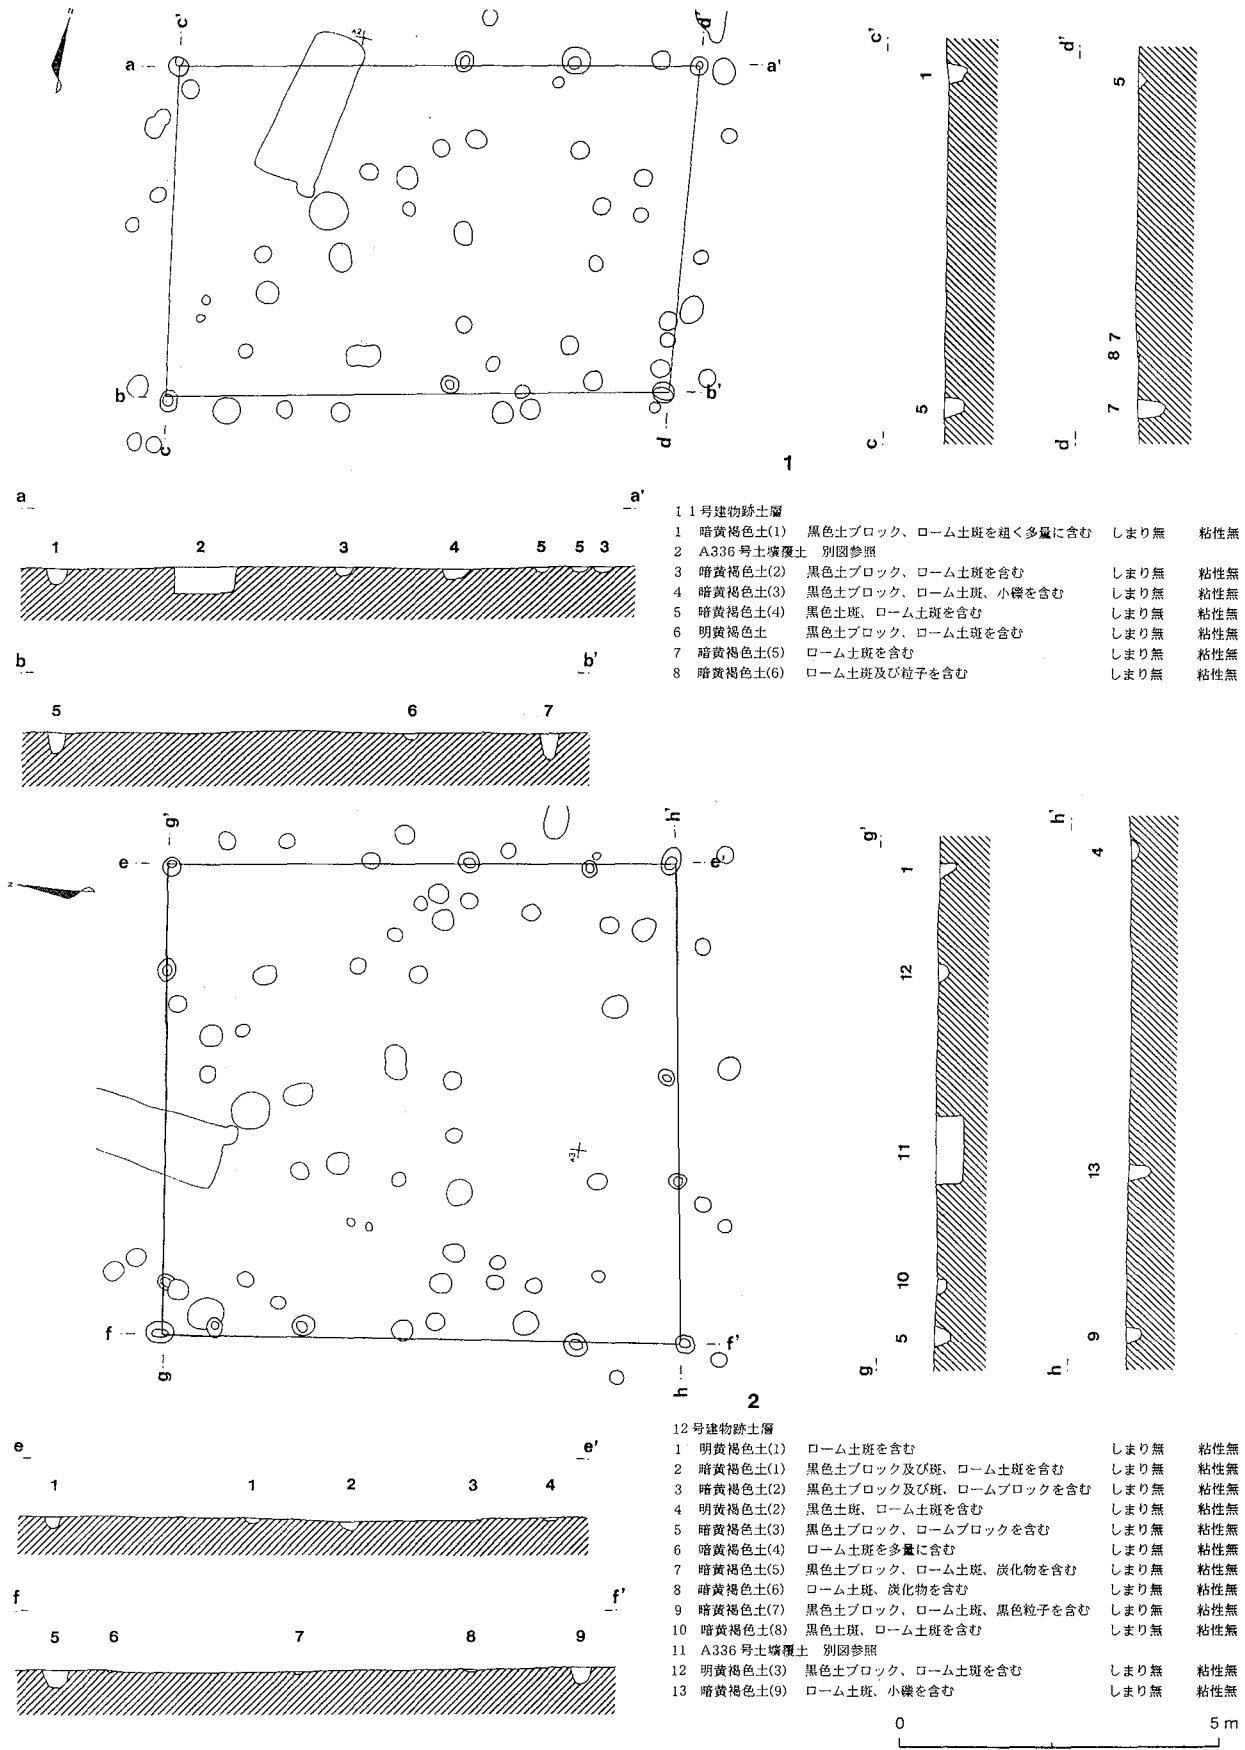 n
c'
d'
A2
a
a'
b
b'
c
d
c'
d'
1
5
5
8 7
7
c
d
1
a
a'
1 2 3 4 5 5 3
b
b'
5 6 7
11号建物跡土層
1 暗黄褐色土(1) 黒色土ブロック、ローム土斑を粗く多量に含む しまり無 粘性無
2 A336号土壙覆土 別図参照
3 暗黄褐色土(2) 黒色土ブロック、ローム土斑を含む しまり無 粘性無
4 暗黄褐色土(3) 黒色土ブロック、ローム土斑、小礫を含む しまり無 粘性無
5 暗黄褐色土(4) 黒色土斑、ローム土斑を含む しまり無 粘性無
6 明黄褐色土 黒色土ブロック、ローム土斑を含む しまり無 粘性無
7 暗黄褐色土(5) ローム土斑を含む しまり無 粘性無
8 暗黄褐色土(6) ローム土斑及び粒子を含む しまり無 粘性無
g'
h'
e
e'
z
A3
f
f'
g
h
g'
h'
1
4
12
11
13
10
5
9
g
h
2
e
e'
1 1 2 3 4
f
f'
5 6 7 8 9
12号建物跡土層
1 明黄褐色土(1) ローム土斑を含む しまり無 粘性無
2 暗黄褐色土(1) 黒色土ブロック及び斑、ローム土斑を含む しまり無 粘性無
3 暗黄褐色土(2) 黒色土ブロック及び斑、ロームブロックを含む しまり無 粘性無
4 明黄褐色土(2) 黒色土斑、ローム土斑を含む しまり無 粘性無
5 暗黄褐色土(3) 黒色土ブロック、ロームブロックを含む しまり無 粘性無
6 暗黄褐色土(4) ローム土斑を多量に含む しまり無 粘性無
7 暗黄褐色土(5) 黒色土ブロック、ローム土斑、炭化物を含む しまり無 粘性無
8 暗黄褐色土(6) ローム土斑、炭化物を含む しまり無 粘性無
9 暗黄褐色土(7) 黒色土ブロック、ローム土斑、黒色粒子を含む しまり無 粘性無
10 暗黄褐色土(8) 黒色土斑、ローム土斑を含む しまり無 粘性無
11 A336号土壙覆土 別図参照
12 明黄褐色土(3) 黒色土ブロック、ローム土斑を含む しまり無 粘性無
13 暗黄褐色土(9) ローム土斑、小礫を含む しまり無 粘性無
0 5 m